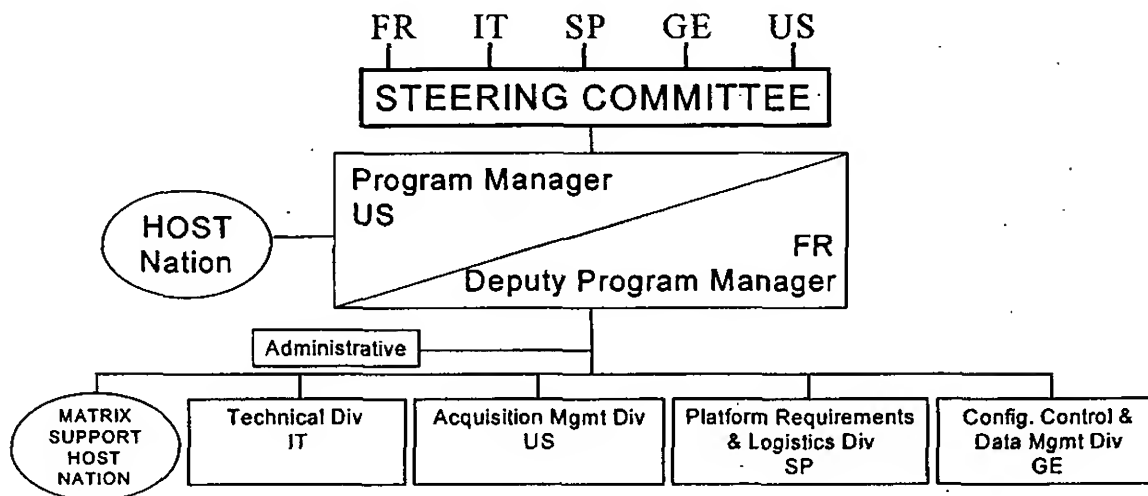 FR IT SP GE US
STEERING COMMITTEE
Program Manager
US
HOST
Nation
FR
Deputy Program Manager
Administrative
MATRIX
SUPPORT
HOST
NATION
Technical Div
IT
Acquisition Mgmt Div
US
Platform Requirements
& Logistics Div
SP
Config. Control &
Data Mgmt Div
GE